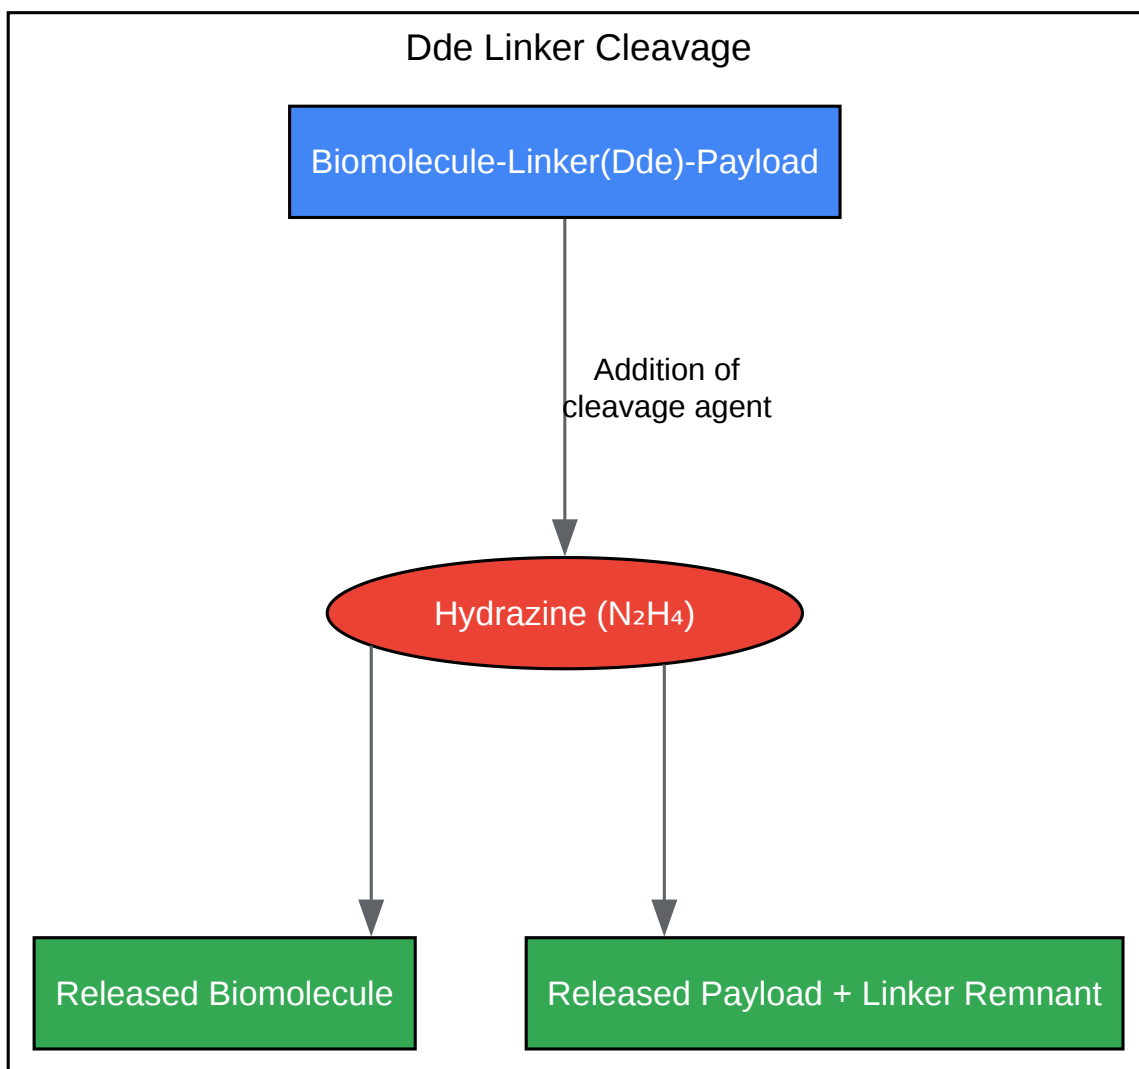 Dde Linker Cleavage
Biomolecule-Linker(Dde)-Payload
Addition of
cleavage agent
Hydrazine (N₂H₄)
Released Biomolecule
Released Payload + Linker Remnant